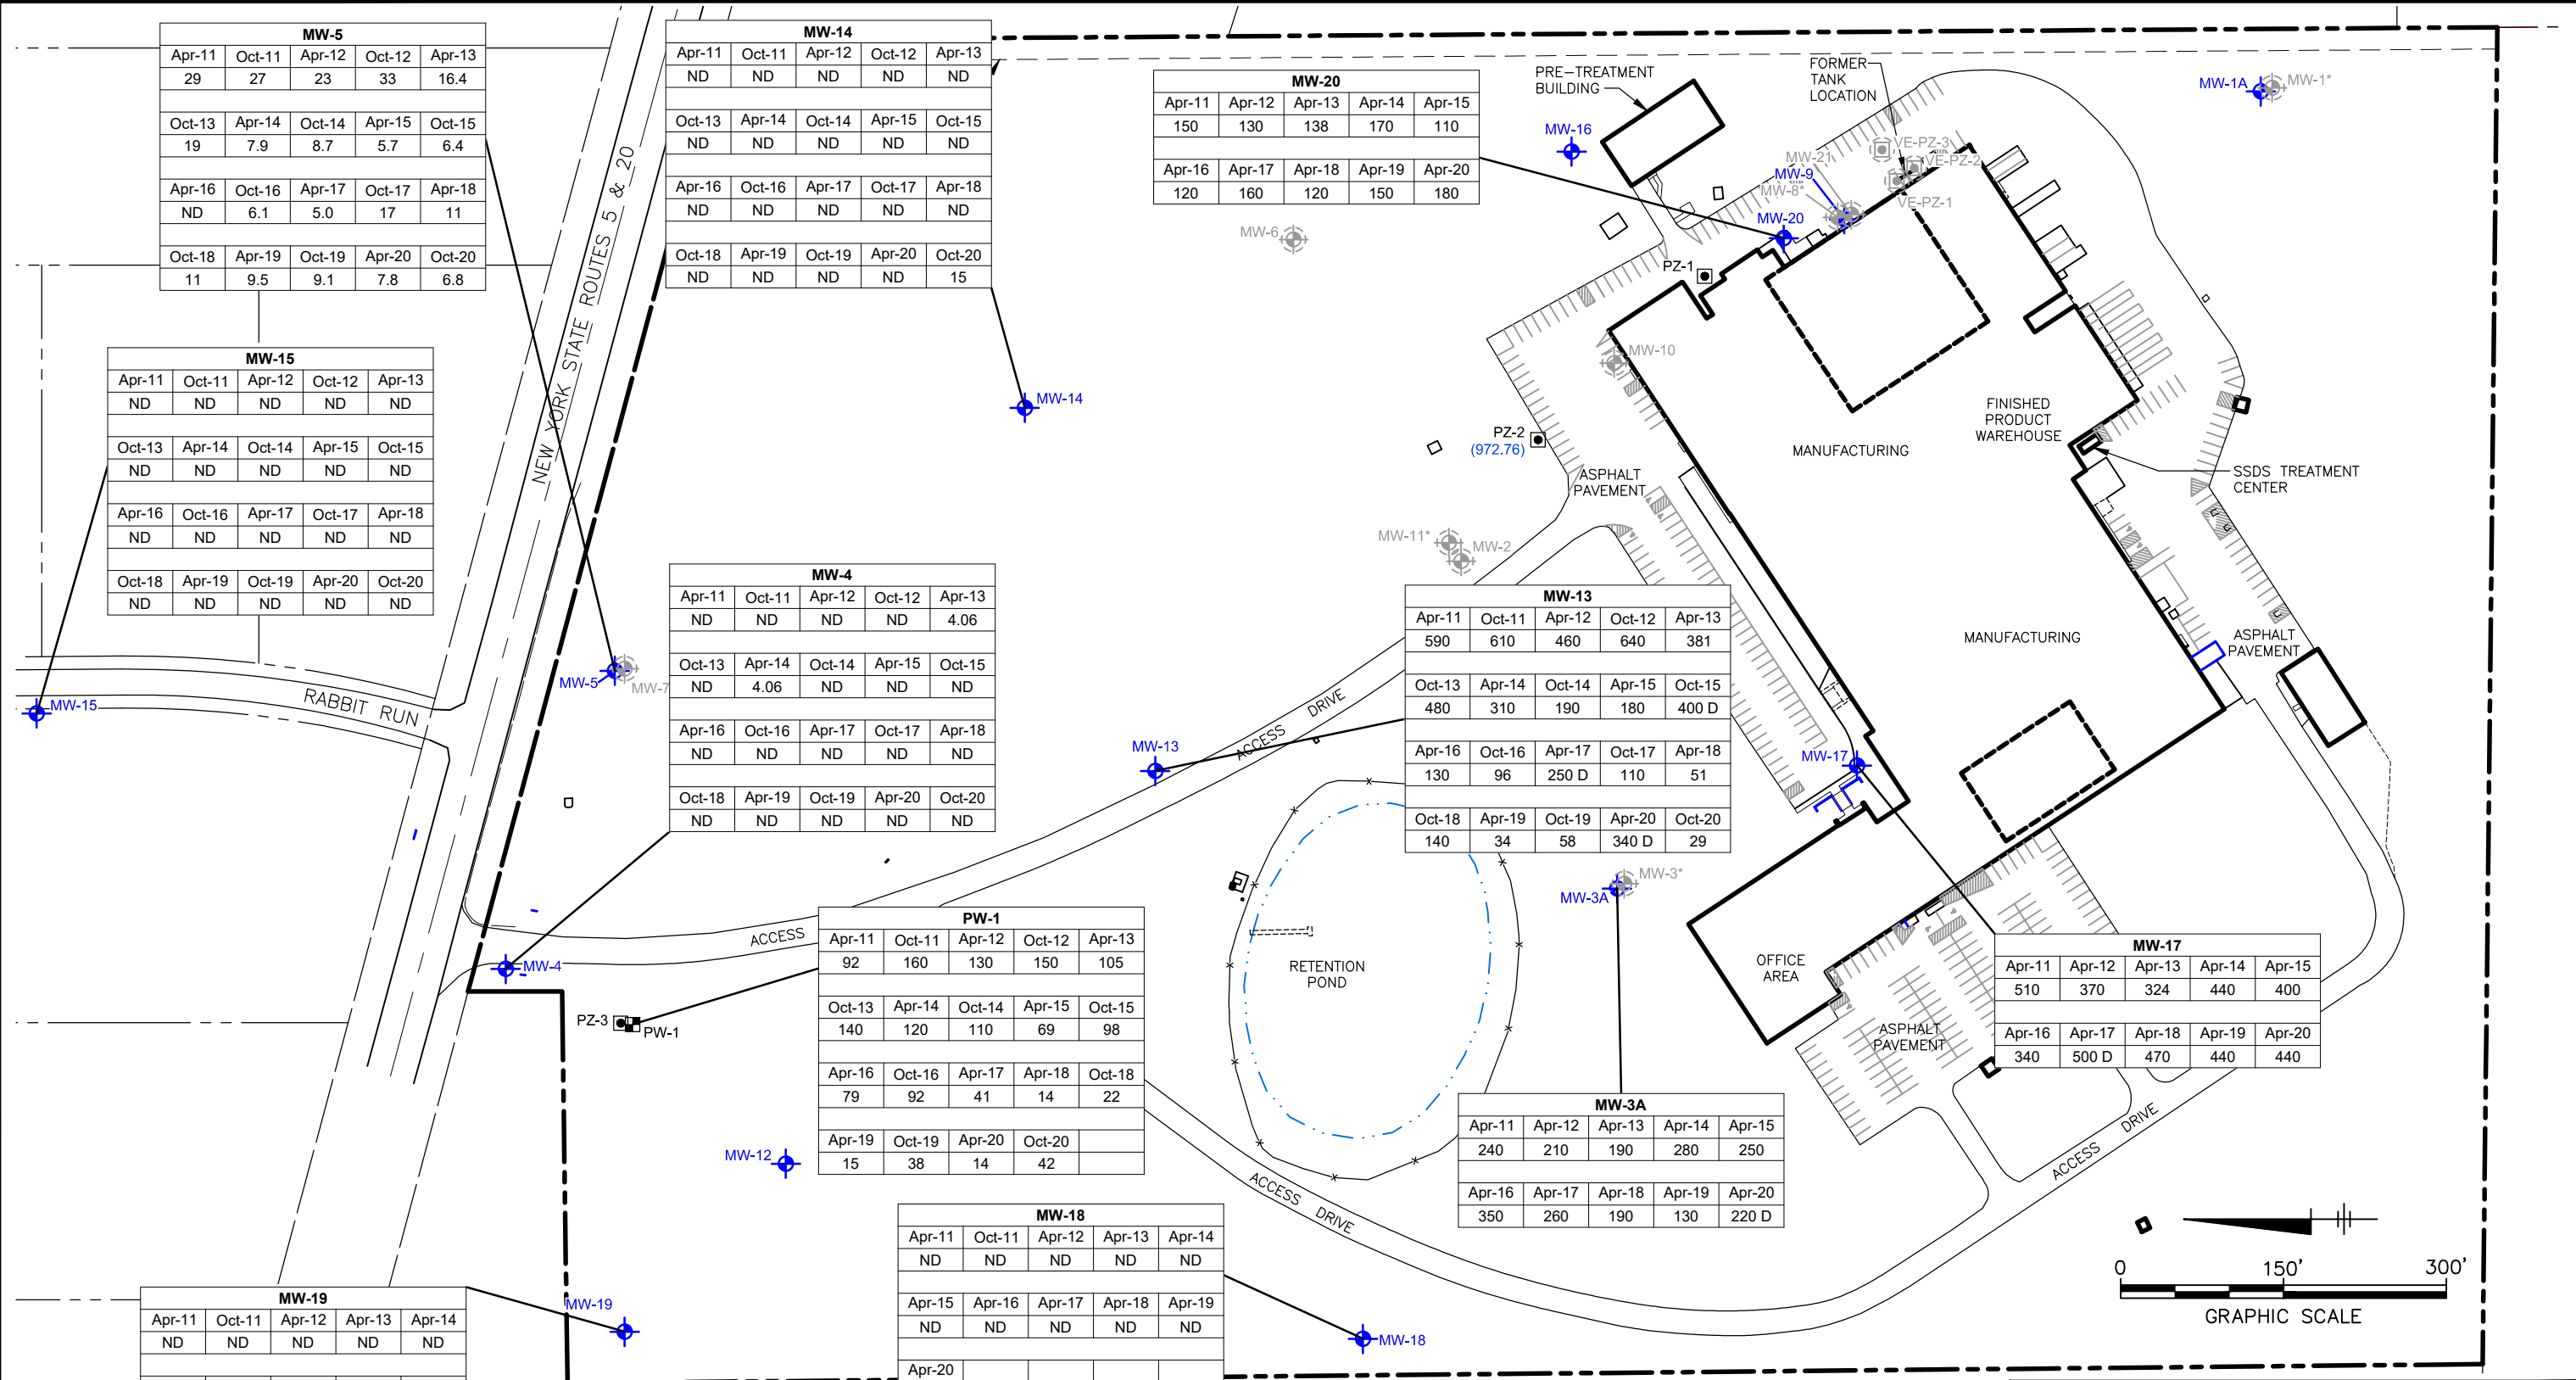 MW-5
Apr-11 Oct-11 Apr-12 Oct-12 Apr-13
29 27 23 33 16.4
Oct-13 Apr-14 Oct-14 Apr-15 Oct-15
19 7.9 8.7 5.7 6.4
Apr-16 Oct-16 Apr-17 Oct-17 Apr-18
ND 6.1 5.0 17 11
Oct-18 Apr-19 Oct-19 Apr-20 Oct-20
11 9.5 9.1 7.8 6.8
MW-14
Apr-11 Oct-11 Apr-12 Oct-12 Apr-13
ND ND ND ND ND
Oct-13 Apr-14 Oct-14 Apr-15 Oct-15
ND ND ND ND ND
Apr-16 Oct-16 Apr-17 Oct-17 Apr-18
ND ND ND ND ND
Oct-18 Apr-19 Oct-19 Apr-20 Oct-20
ND ND ND ND 15
MW-20
Apr-11 Apr-12 Apr-13 Apr-14 Apr-15
150 130 138 170 110
Apr-16 Apr-17 Apr-18 Apr-19 Apr-20
120 160 120 150 180
PRE-TREATMENT
BUILDING
FORMER
TANK
LOCATION
MW-1A
MW-1*
MW-16
VE-PZ-3
MW-21
VE-PZ-2
MW-9
MW-8*
VE-PZ-1
MW-20
MW-6
PZ-1
MW-10
NEW YORK STATE ROUTES 5 & 20
MW-14
PZ-2
(972.76)
ASPHALT
PAVEMENT
MANUFACTURING
FINISHED
PRODUCT
WAREHOUSE
SSDS TREATMENT
CENTER
MW-15
Apr-11 Oct-11 Apr-12 Oct-12 Apr-13
ND ND ND ND ND
Oct-13 Apr-14 Oct-14 Apr-15 Oct-15
ND ND ND ND ND
Apr-16 Oct-16 Apr-17 Oct-17 Apr-18
ND ND ND ND ND
Oct-18 Apr-19 Oct-19 Apr-20 Oct-20
ND ND ND ND ND
MW-11*
MW-2
MW-4
Apr-11 Oct-11 Apr-12 Oct-12 Apr-13
ND ND ND ND 4.06
Oct-13 Apr-14 Oct-14 Apr-15 Oct-15
ND 4.06 ND ND ND
Apr-16 Oct-16 Apr-17 Oct-17 Apr-18
ND ND ND ND ND
Oct-18 Apr-19 Oct-19 Apr-20 Oct-20
ND ND ND ND ND
MW-13
Apr-11 Oct-11 Apr-12 Oct-12 Apr-13
590 610 460 640 381
Oct-13 Apr-14 Oct-14 Apr-15 Oct-15
480 310 190 180 400 D
Apr-16 Oct-16 Apr-17 Oct-17 Apr-18
130 96 250 D 110 51
Oct-18 Apr-19 Oct-19 Apr-20 Oct-20
140 34 58 340 D 29
MANUFACTURING
ASPHALT
PAVEMENT
MW-5
MW-7
MW-15
RABBIT RUN
ACCESS DRIVE
MW-13
MW-17
MW-3*
MW-3A
MW-4
ACCESS
PZ-3
PW-1
PW-1
Apr-11 Oct-11 Apr-12 Oct-12 Apr-13
92 160 130 150 105
Oct-13 Apr-14 Oct-14 Apr-15 Oct-15
140 120 110 69 98
Apr-16 Oct-16 Apr-17 Apr-18 Oct-18
79 92 41 14 22
Apr-19 Oct-19 Apr-20 Oct-20
15 38 14 42
RETENTION
POND
OFFICE
AREA
ASPHALT
PAVEMENT
MW-17
Apr-11 Apr-12 Apr-13 Apr-14 Apr-15
510 370 324 440 400
Apr-16 Apr-17 Apr-18 Apr-19 Apr-20
340 500 D 470 440 440
MW-3A
Apr-11 Apr-12 Apr-13 Apr-14 Apr-15
240 210 190 280 250
Apr-16 Apr-17 Apr-18 Apr-19 Apr-20
350 260 190 130 220 D
MW-12
ACCESS DRIVE
ACCESS DRIVE
MW-18
Apr-11 Oct-11 Apr-12 Apr-13 Apr-14
ND ND ND ND ND
Apr-15 Apr-16 Apr-17 Apr-18 Apr-19
ND ND ND ND ND
Apr-20
MW-18
MW-19
Apr-11 Oct-11 Apr-12 Apr-13 Apr-14
ND ND ND ND ND
MW-19
0 150' 300'
GRAPHIC SCALE